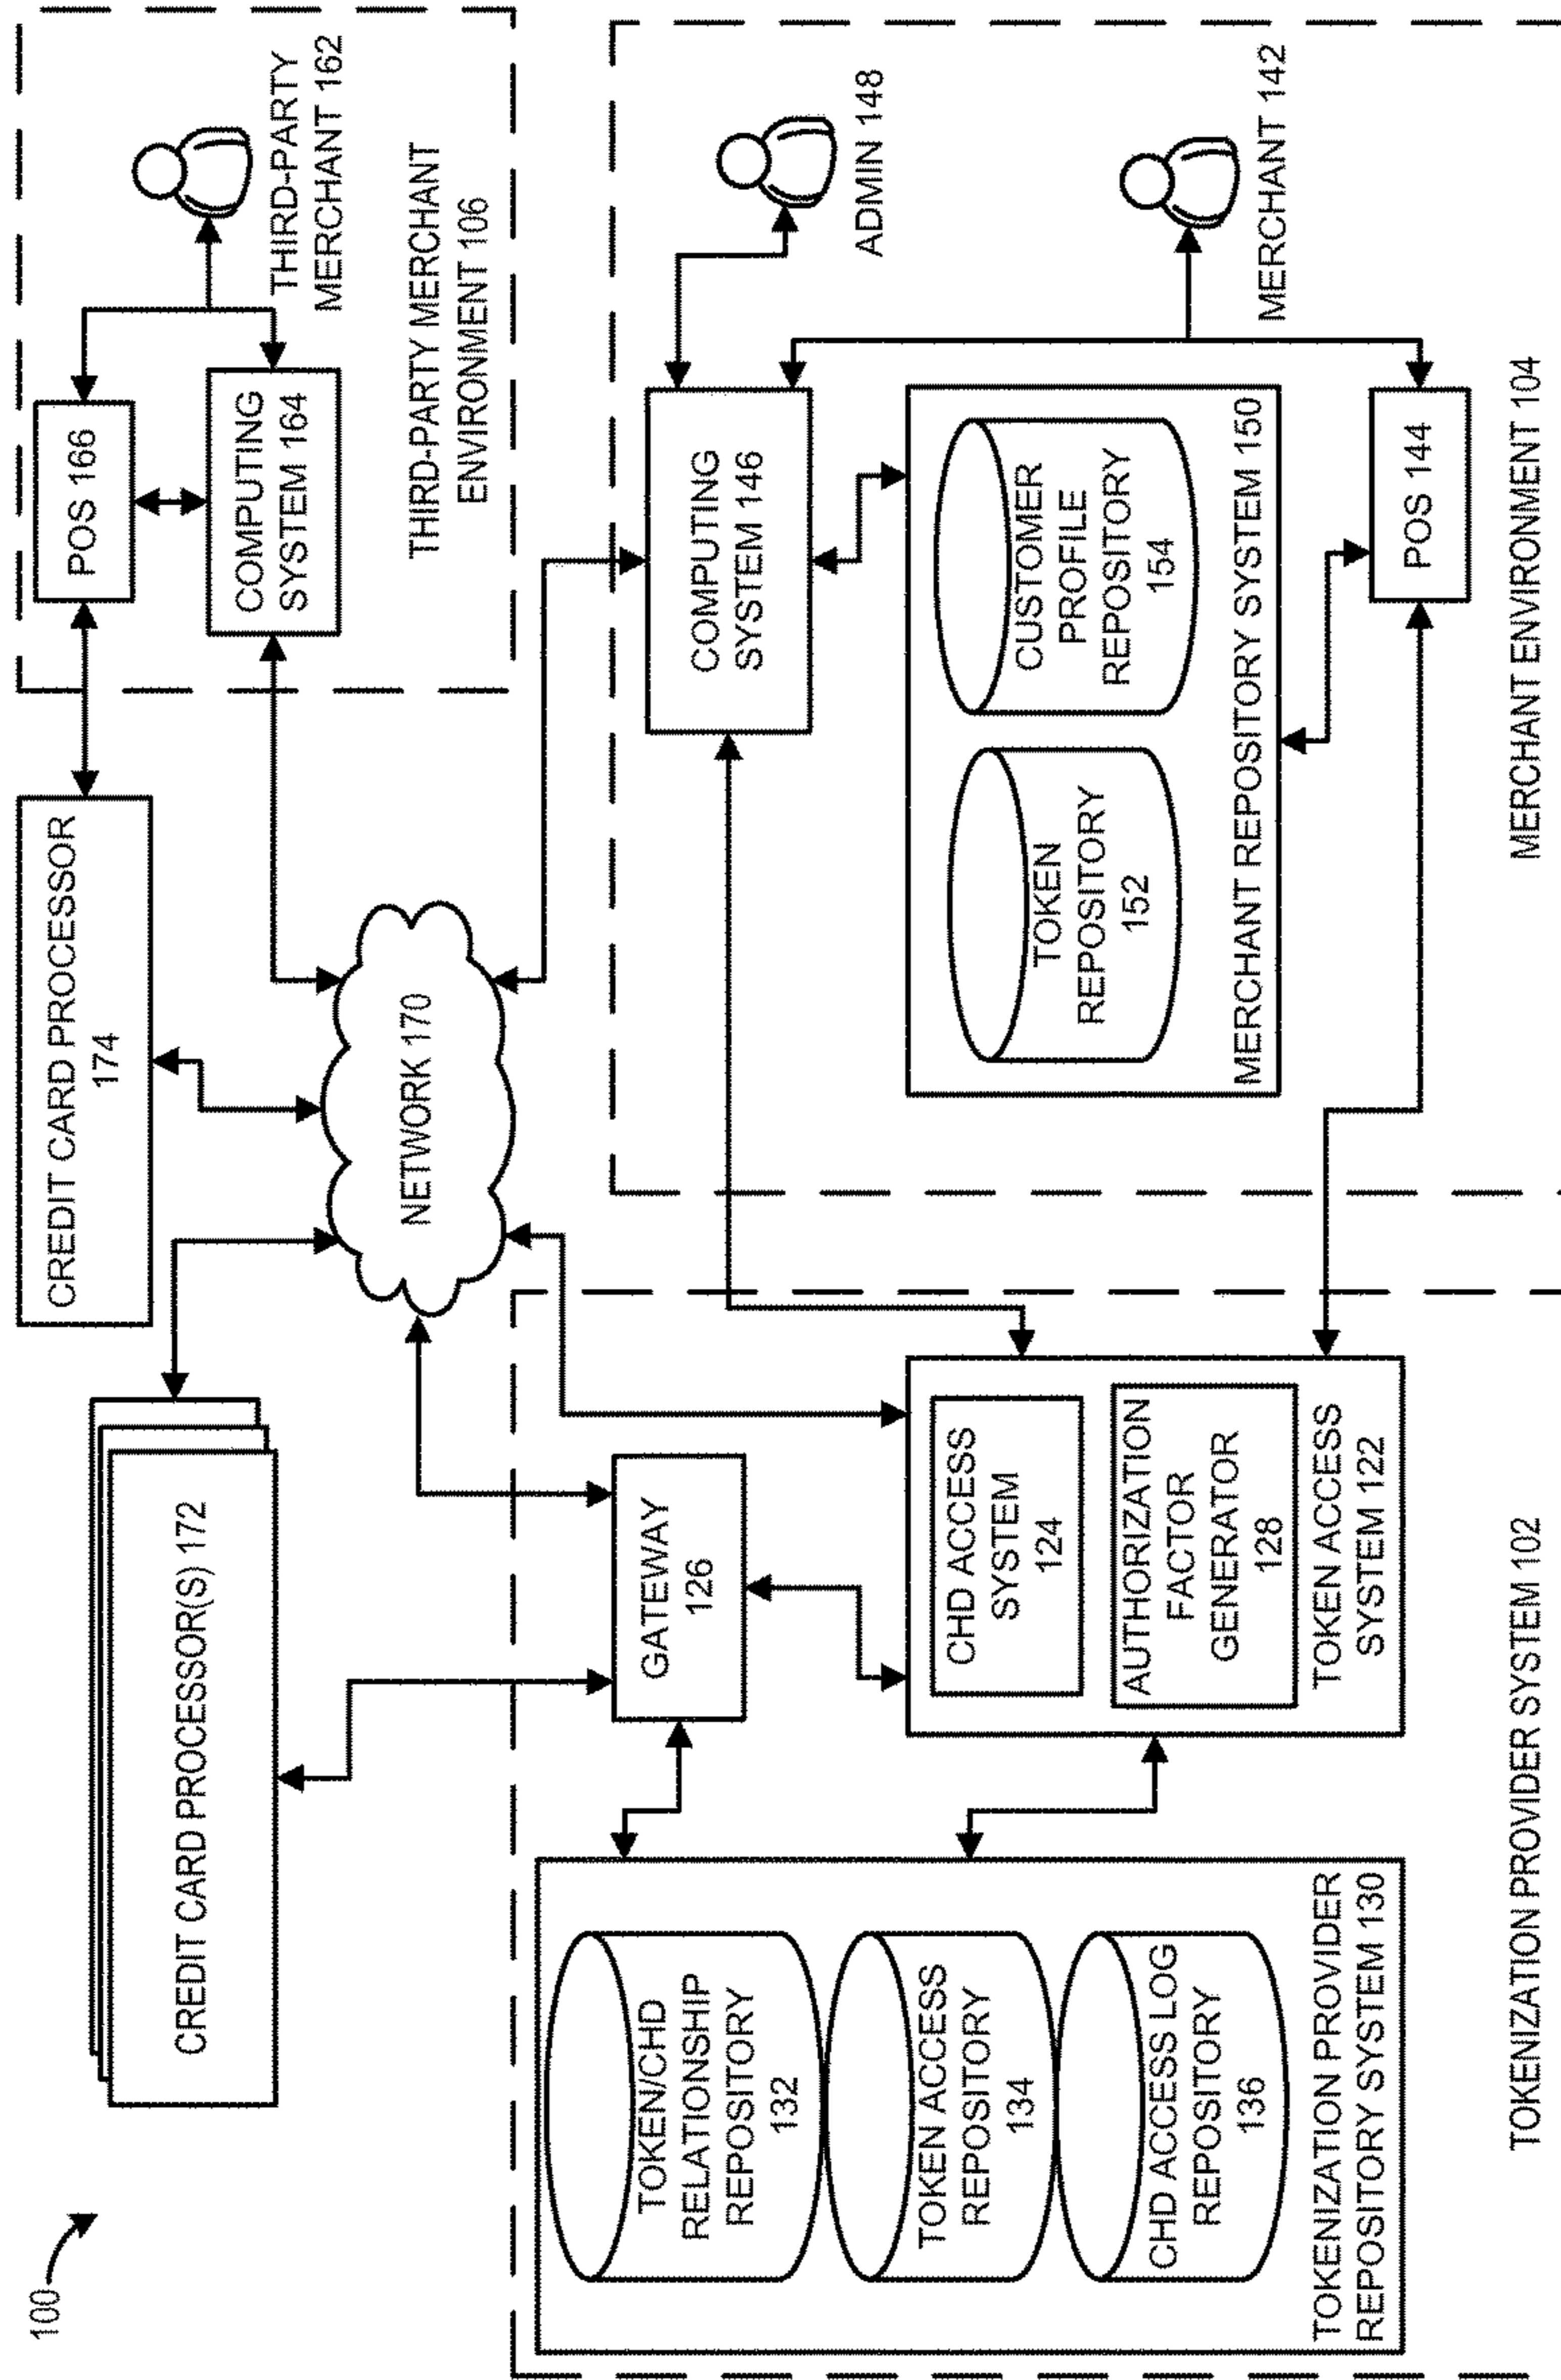 100
CREDIT CARD PROCESSOR(S) 172
CREDIT CARD PROCESSOR
174
POS 166
COMPUTING
SYSTEM 164
THIRD-PARTY
MERCHANT 162
THIRD-PARTY MERCHANT
ENVIRONMENT 106
NETWORK 170
TOKEN/CHD
RELATIONSHIP
REPOSITORY
132
TOKEN ACCESS
REPOSITORY
134
CHD ACCESS LOG
REPOSITORY
136
TOKENIZATION PROVIDER
REPOSITORY SYSTEM 130
GATEWAY
126
CHD ACCESS
SYSTEM
124
AUTHORIZATION
FACTOR
GENERATOR
128
TOKEN ACCESS
SYSTEM 122
TOKENIZATION PROVIDER SYSTEM 102
COMPUTING
SYSTEM 146
ADMIN 148
TOKEN
REPOSITORY
152
CUSTOMER
PROFILE
REPOSITORY
154
MERCHANT REPOSITORY SYSTEM 150
MERCHANT 142
POS 144
MERCHANT ENVIRONMENT 104